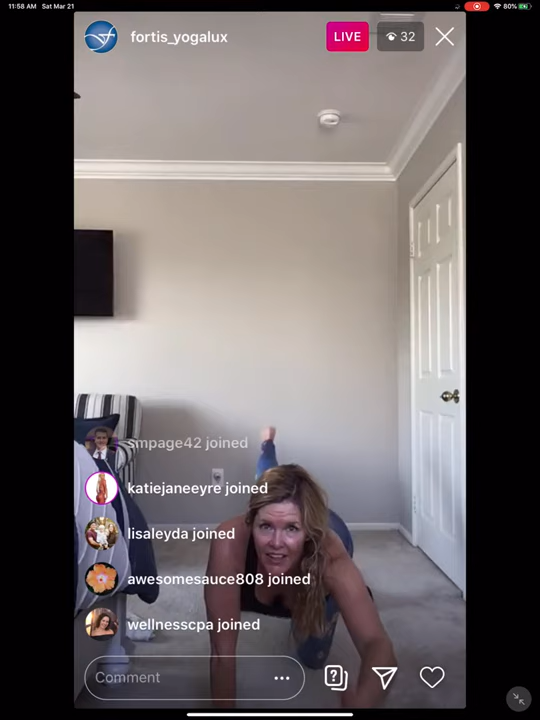 11:58 AM Sat Mar 21
80%
fortis_yogalux
LIVE
32
smpage42 joined
katiejaneeyre joined
lisaleyda joined
awesomesauce808 joined
wellnesscpa joined
Comment